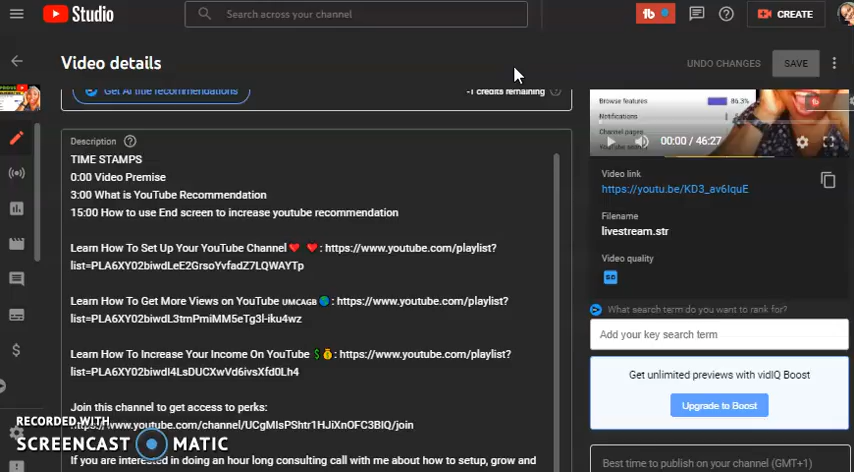 Studio
Search across your channel
CREATE
Video details
UNDO CHANGES
SAVE
Get AI title recommendations
-1 credits remaining
Description
TIME STAMPS
0:00 Video Premise
3:00 What is YouTube Recommendation
15:00 How to use End screen to increase youtube recommendation
Learn How To Set Up Your YouTube Channel❤️ ❤️: https://www.youtube.com/playlist?
list=PLA6XY02biwdLeE2GrsoYvfadZ7LQWAYTp
Learn How To Get More Views on YouTube ᴜᴍᴄᴀɢʙ🌎: https://www.youtube.com/playlist?
list=PLA6XY02biwdL3tmPmiMM5eTg3l-iku4wz
Learn How To Increase Your Income On YouTube 💲💰: https://www.youtube.com/playlist?
list=PLA6XY02biwdI4LsDUCXwVd6ivsXfd0Lh4
Join this channel to get access to perks:
https://www.youtube.com/channel/UCgMIsPShtr1HJiXnOFC3BIQ/join
If you are interested in doing an hour long consulting call with me about how to setup, grow and
Browse features
86.3%
Notifications
Channel pages
00:00 / 46:27
Video link
https://youtu.be/KD3_av6IquE
Filename
livestream.str
Video quality
SD
What search term do you want to rank for?
Add your key search term
Get unlimited previews with vidIQ Boost
Upgrade to Boost
Best time to publish on your channel (GMT+1)
RECORDED WITH
SCREENCAST MATIC